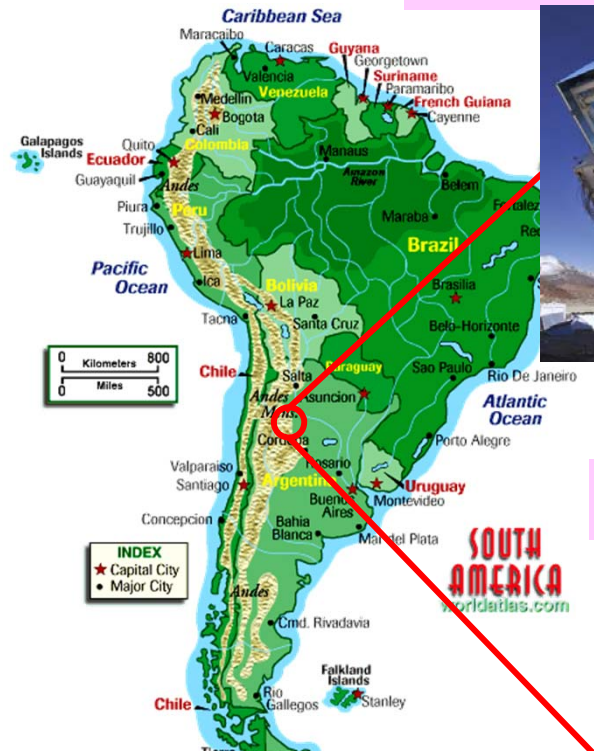 Caribbean Sea
Maracaibo
Caracas
Guyana
Georgetown
Valencia
Suriname
Paramaribo
Venezuela
French Guiana
Cayenne
Medellin
Bogota
Cali
Colombia
Galapagos
Islands
Quito
Ecuador
Guayaquil
Andes
Manaus
Amazon
River
Belem
Piura
Peru
Maraba
Trujillo
Brazil
Lima
Pacific
Ocean
Ica
Bolivia
La Paz
Brasilia
Tacna
Santa Cruz
Belo-Horizonte
0 Kilometers 800
0 Miles 500
Chile
Paraguay
Salta
Sao Paulo
Rio De Janeiro
Andes
Mtns.
Asuncion
Atlantic
Ocean
Cordoba
Porto Alegre
Valparaiso
Rosario
Santiago
Argentina
Uruguay
Buenos
Aires
Montevideo
Concepcion
Bahia
Blanca
Mar del Plata
INDEX
Capital City
Major City
SOUTH
AMERICA
worldatlas.com
Andes
Cmd. Rivadavia
Falkland
Islands
Stanley
Rio
Gallegos
Chile